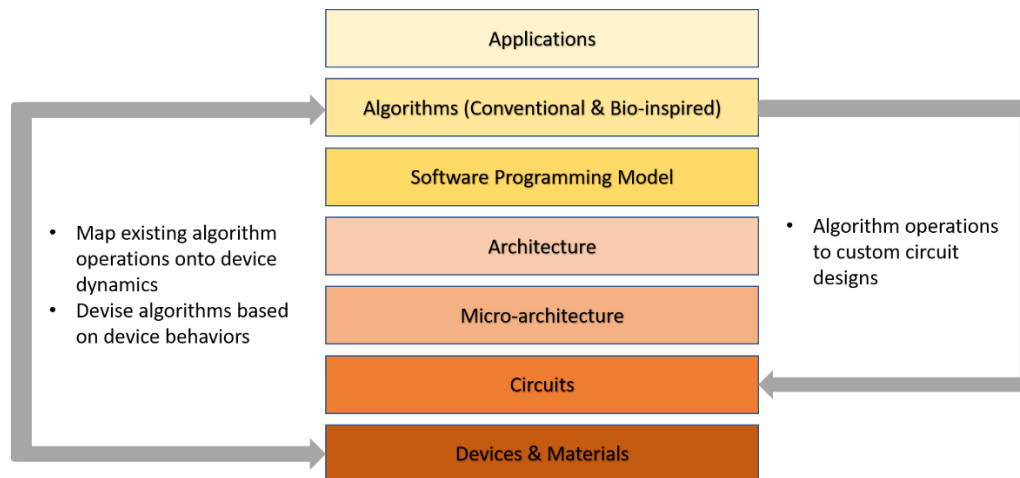 Applications
Algorithms (Conventional & Bio-inspired)
Software Programming Model
Architecture
Micro-architecture
Circuits
Devices & Materials
• Map existing algorithm
operations onto device
dynamics
• Devise algorithms based
on device behaviors
• Algorithm operations
to custom circuit
designs